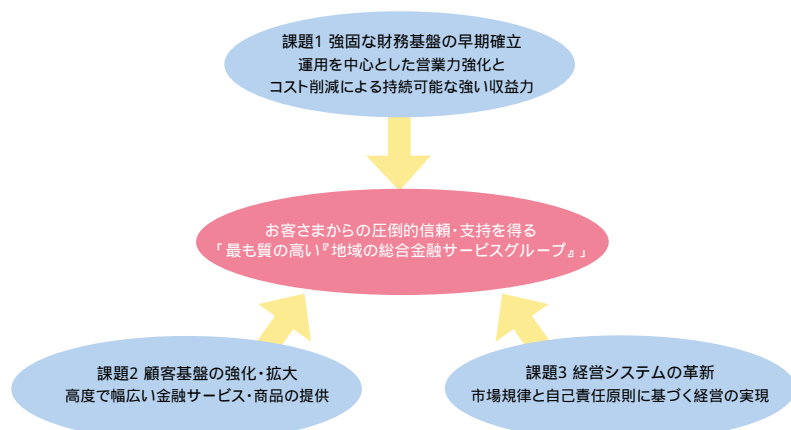 課題1 強固な財務基盤の早期確立
運用を中心とした営業力強化と
コスト削減による持続可能な強い収益力
お客さまからの圧倒的信頼・支持を得る
「最も質の高い『地域の総合金融サービスグループ』」
課題2 顧客基盤の強化・拡大
高度で幅広い金融サービス・商品の提供
課題3 経営システムの革新
市場規律と自己責任原則に基づく経営の実現